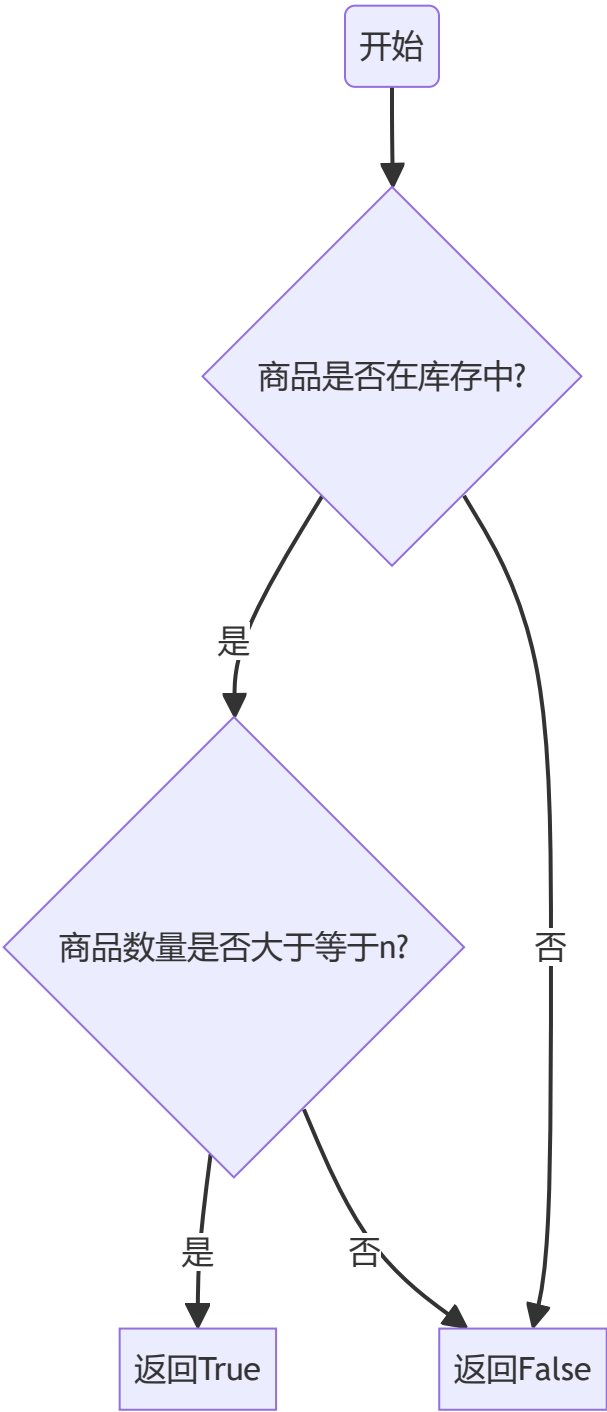 开始
商品是否在库存中?
是
商品数量是否大于等于n?
否
是
否
返回True
返回False